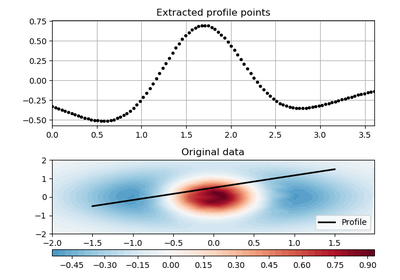 Extracted profile points
0.75
0.50
0.25
0.00
−0.25
−0.50
0.0 0.5 1.0 1.5 2.0 2.5 3.0 3.5
Original data
2
1
0
−1
−2
Profile
−2.0 −1.5 −1.0 −0.5 0.0 0.5 1.0 1.5
−0.45 −0.30 −0.15 0.00 0.15 0.30 0.45 0.60 0.75 0.90